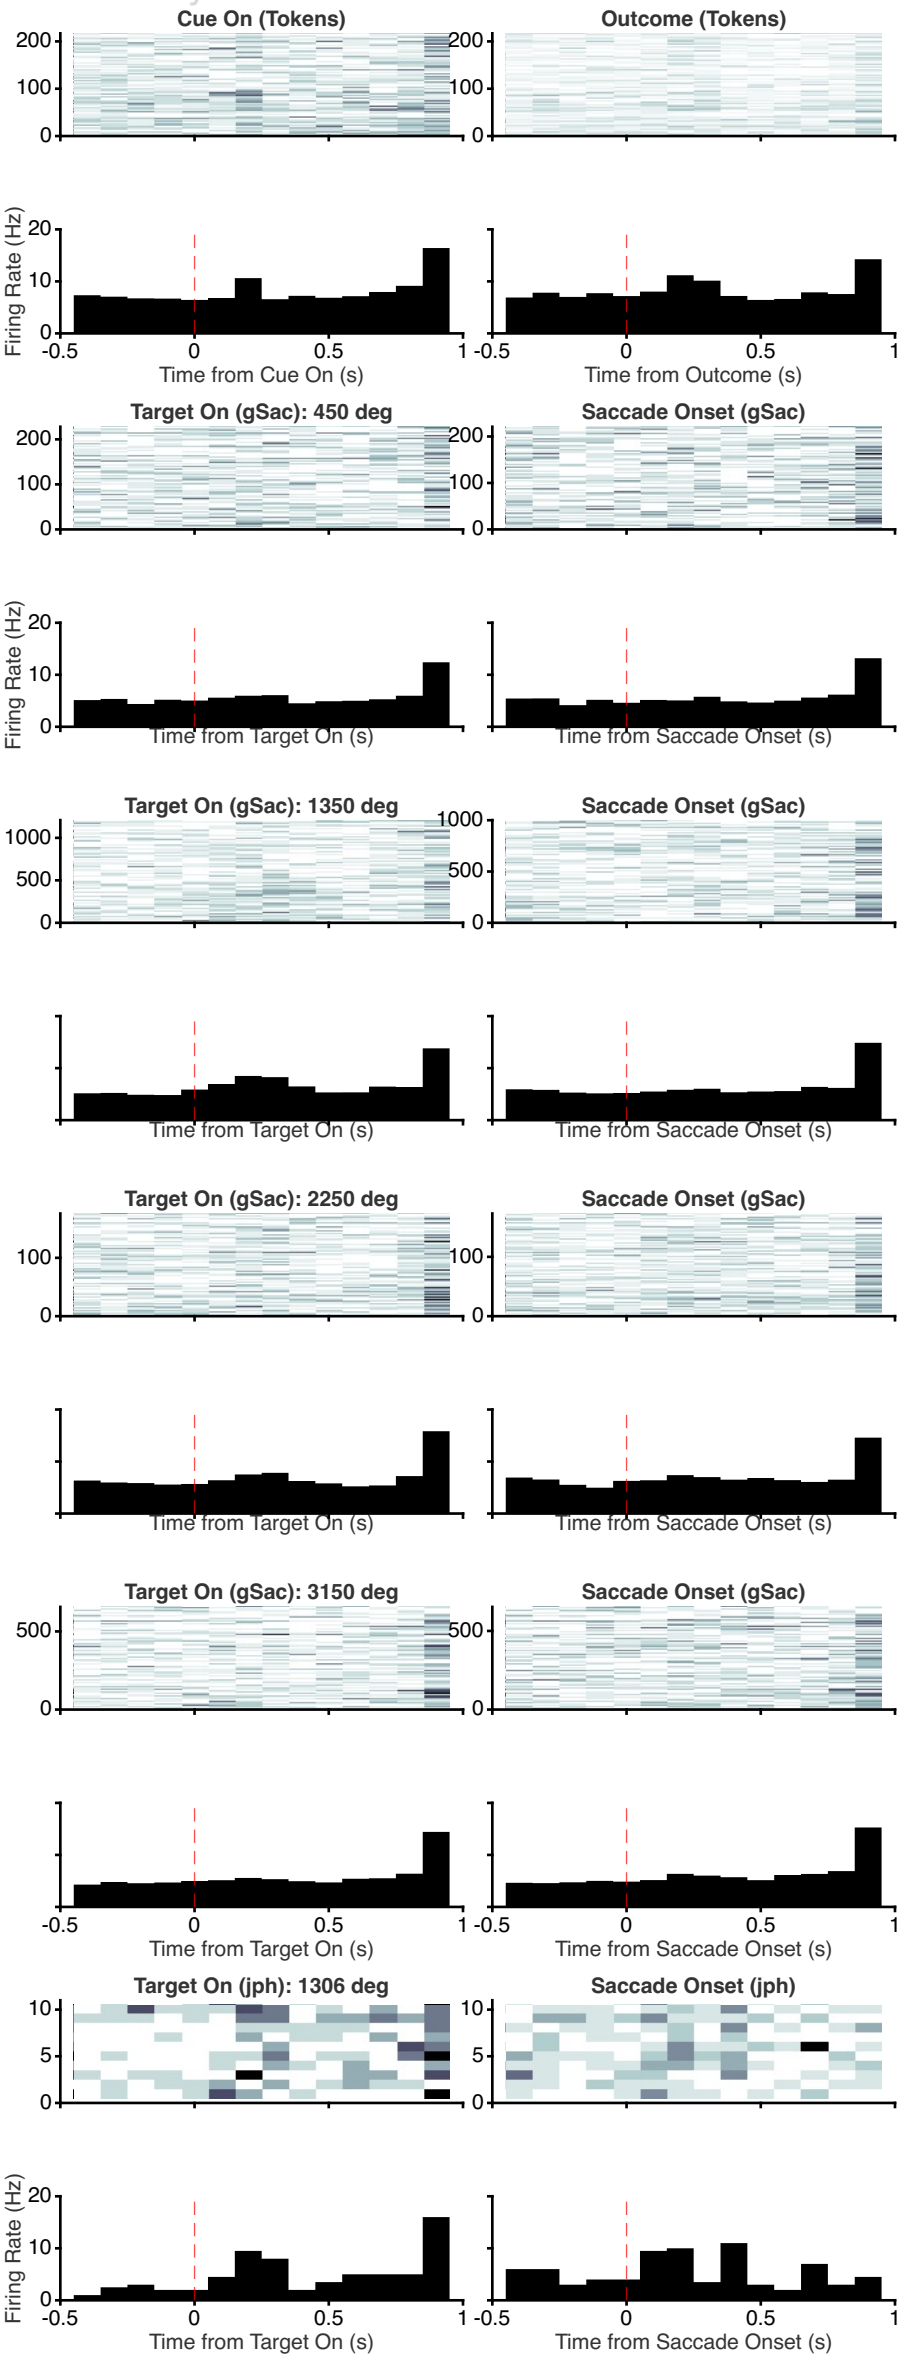 Cue On (Tokens) Outcome (Tokens)
200 200
100 100
0 0
Firing Rate (Hz)
20
10
0
-0.5 0 0.5 1 -0.5 0 0.5 1
Time from Cue On (s) Time from Outcome (s)
Target On (gSac): 450 deg Saccade Onset (gSac)
200 200
100 100
0 0
Firing Rate (Hz)
20
10
0
Time from Target On (s) Time from Saccade Onset (s)
Target On (gSac): 1350 deg Saccade Onset (gSac)
1000 1000
500 500
0 0
Time from Target On (s) Time from Saccade Onset (s)
Target On (gSac): 2250 deg Saccade Onset (gSac)
100 100
0 0
Time from Target On (s) Time from Saccade Onset (s)
Target On (gSac): 3150 deg Saccade Onset (gSac)
500 500
0 0
-0.5 0 0.5 1 -0.5 0 0.5 1
Time from Target On (s) Time from Saccade Onset (s)
Target On (jph): 1306 deg Saccade Onset (jph)
10 10
5 5
0 0
Firing Rate (Hz)
20
10
0
-0.5 0 0.5 1 -0.5 0 0.5 1
Time from Target On (s) Time from Saccade Onset (s)